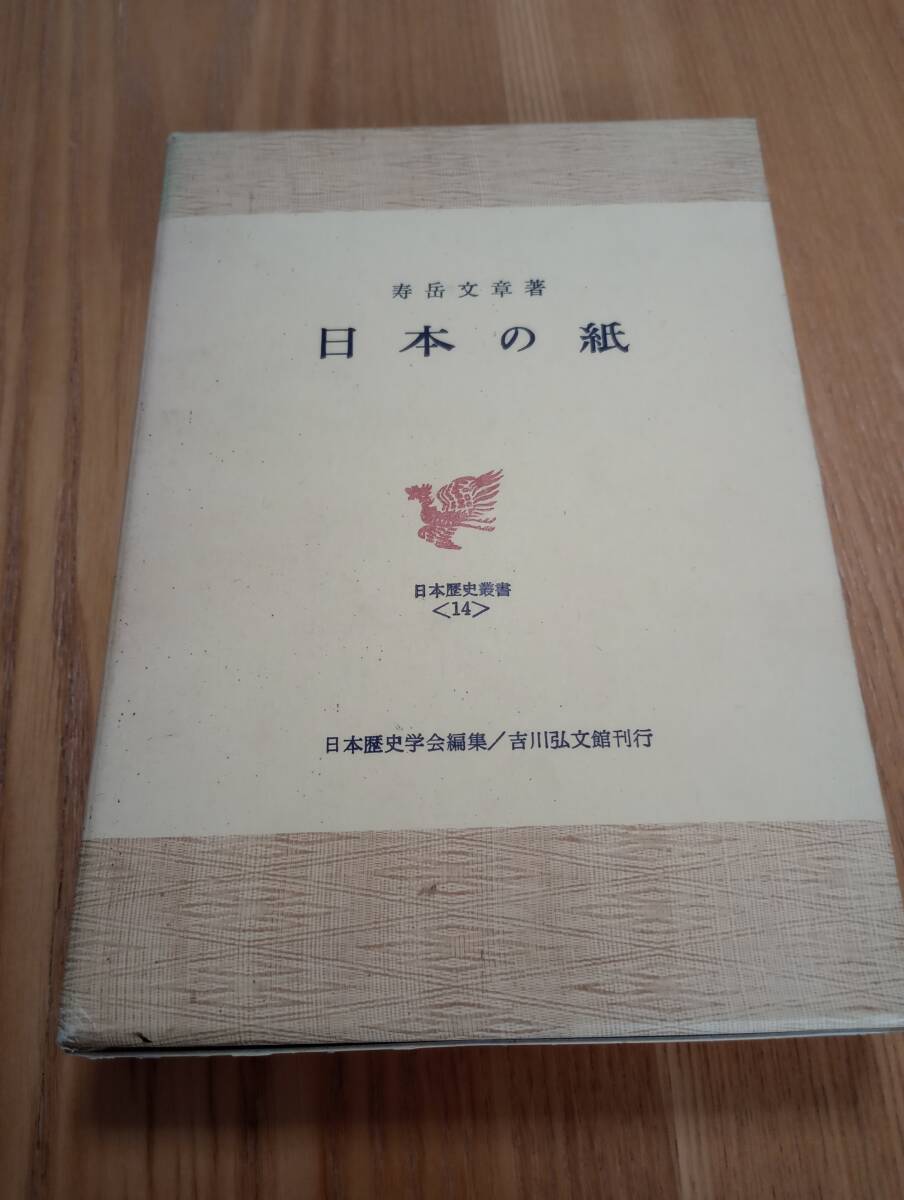 寿岳文章著
日本の紙
日本歴史叢書
<14>
日本歴史学会編集/吉川弘文館刊行